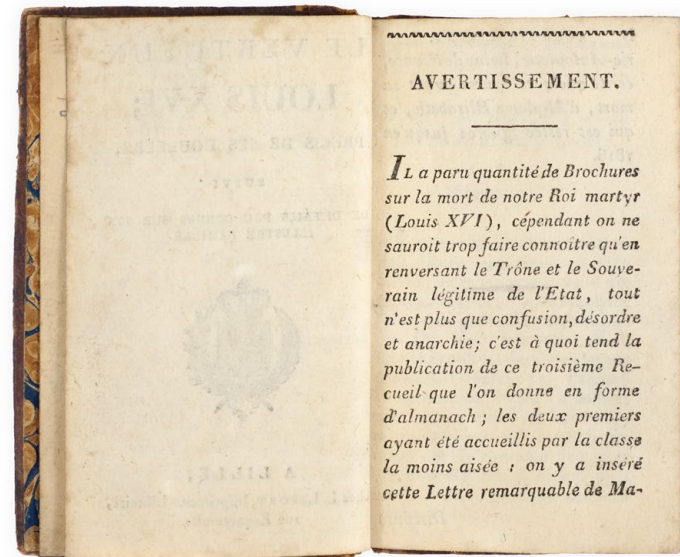 AVERTISSEMENT.
IL a paru quantité de Brochures
sur la mort de notre Roi martyr
(Louis XVI), cépendant on ne
sauroit trop faire connoitre qu'en
renversant le Trône et le Souve-
rain légitime de l'Etat, tout
n'est plus que confusion, désordre
et anarchie; c'est à quoi tend la
publication de ce troisième Re-
cueil que l'on donne en forme
d'almanach; les deux premiers
ayant été accueillis par la classe
la moins aisée : on y a inséré
cette Lettre remarquable de Ma-